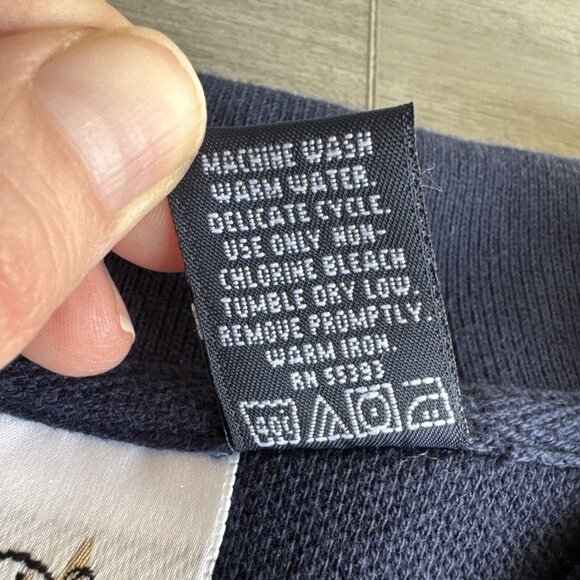 MACHINE WASH
WARM WATER.
DELICATE CYCLE.
USE ONLY NON-
CHLORINE BLEACH
TUMBLE DRY LOW
REMOVE PROMPTLY.
WARM IRON.
RN 55383